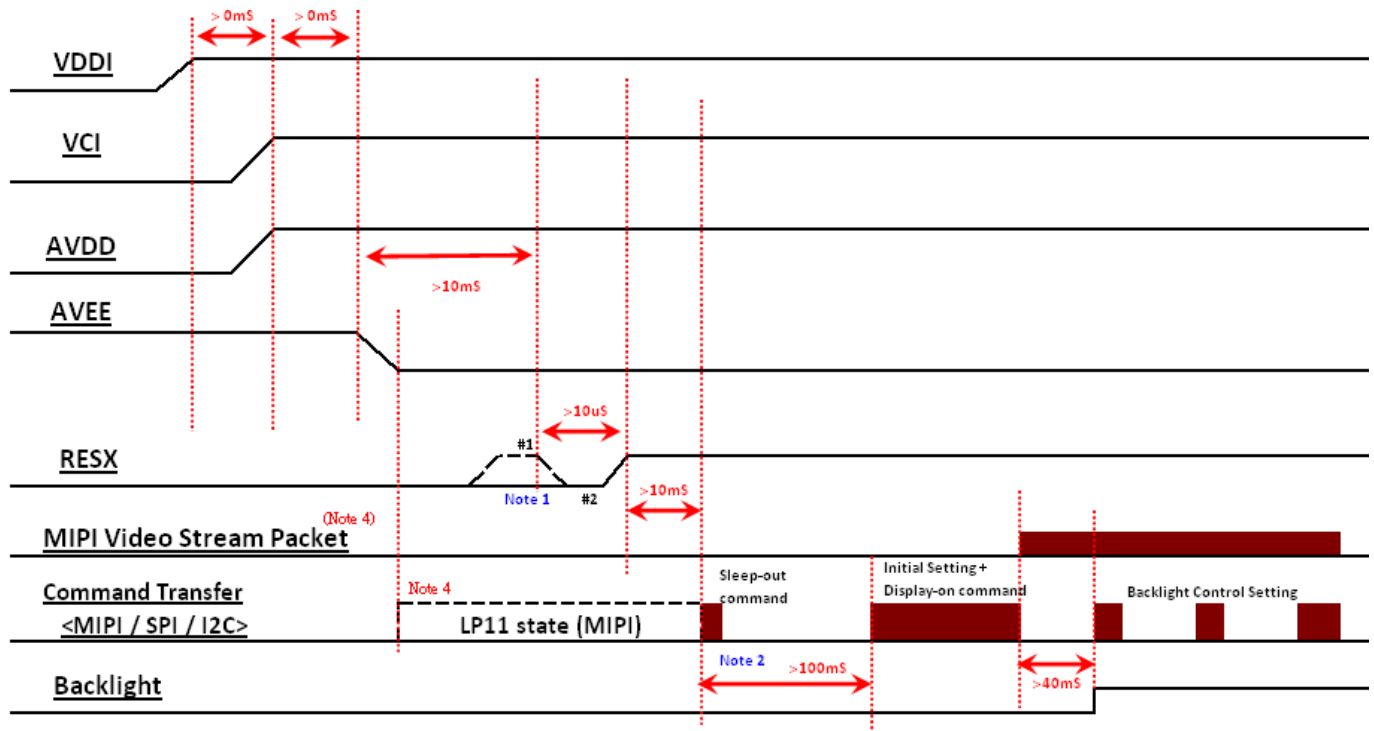 > 0mS
> 0mS
VDDI
VCI
AVDD
>10mS
AVEE
>10uS
#1
RESX
Note 1
#2
>10mS
(Note 4)
MIPI Video Stream Packet
Sleep-out
command
Initial Setting +
Display-on command
Command Transfer
<MIPI / SPI / I2C>
Note 4
LP11 state (MIPI)
Backlight Control Setting
Note 2
>100mS
>40mS
Backlight